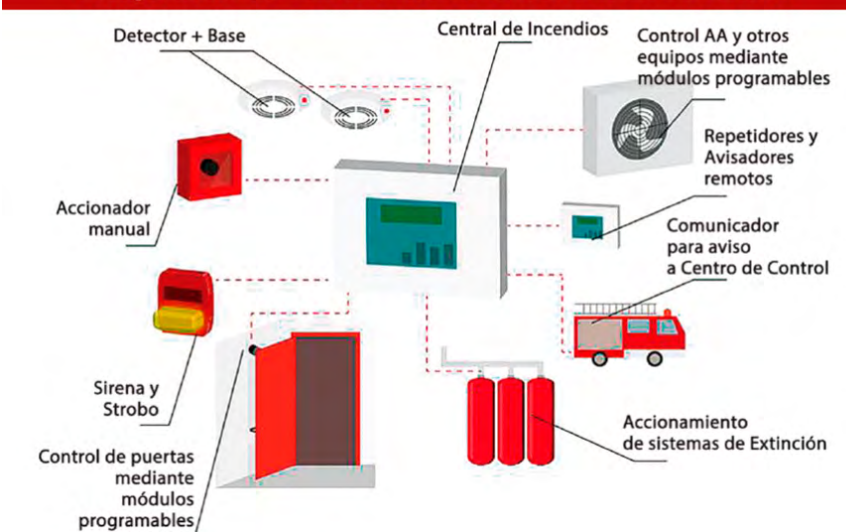 Detector + Base
Central de Incendios
Control AA y otros
equipos mediante
módulos programables
Repetidores y
Avisadores
remotos
Accionador
manual
Comunicador
para aviso
a Centro de Control
Sirena y
Strobo
Accionamiento
de sistemas de Extinción
Control de puertas
mediante
módulos
programables